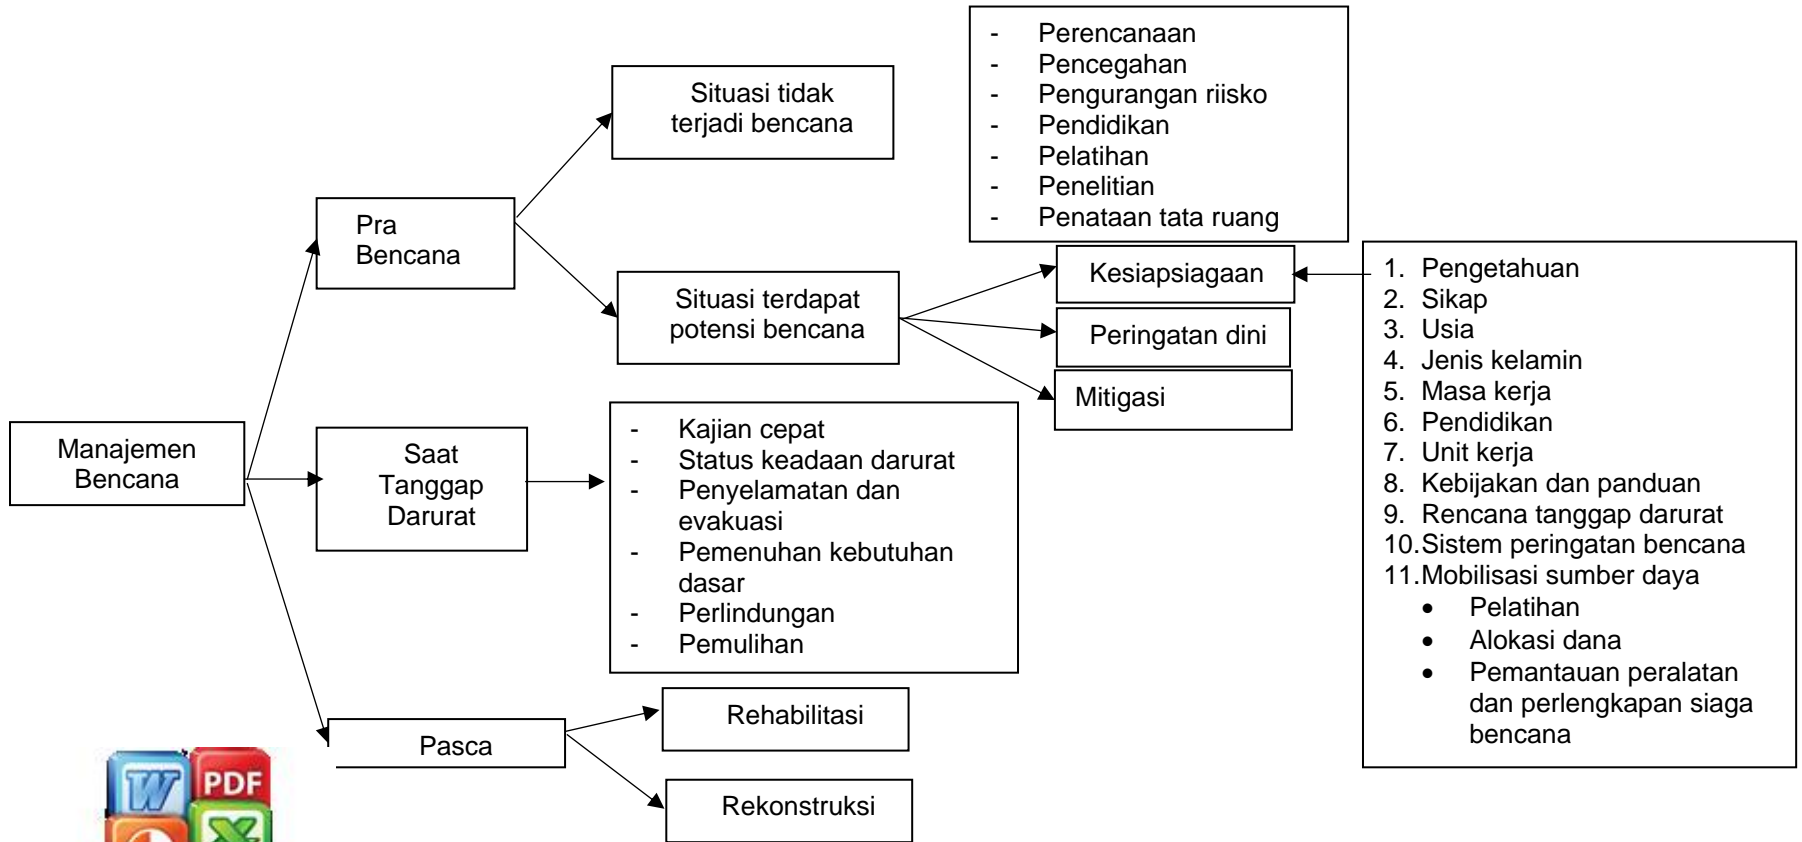 Manajemen
Bencana
Pra
Bencana
Situasi tidak
terjadi bencana
Situasi terdapat
potensi bencana
- Perencanaan
- Pencegahan
- Pengurangan riisko
- Pendidikan
- Pelatihan
- Penelitian
- Penataan tata ruang
Kesiapsiagaan
Peringatan dini
Mitigasi
1. Pengetahuan
2. Sikap
3. Usia
4. Jenis kelamin
5. Masa kerja
6. Pendidikan
7. Unit kerja
8. Kebijakan dan panduan
9. Rencana tanggap darurat
10.Sistem peringatan bencana
11.Mobilisasi sumber daya
• Pelatihan
• Alokasi dana
• Pemantauan peralatan
dan perlengkapan siaga
bencana
Saat
Tanggap
Darurat
- Kajian cepat
- Status keadaan darurat
- Penyelamatan dan
evakuasi
- Pemenuhan kebutuhan
dasar
- Perlindungan
- Pemulihan
Pasca
Rehabilitasi
Rekonstruksi
W
PDF
X